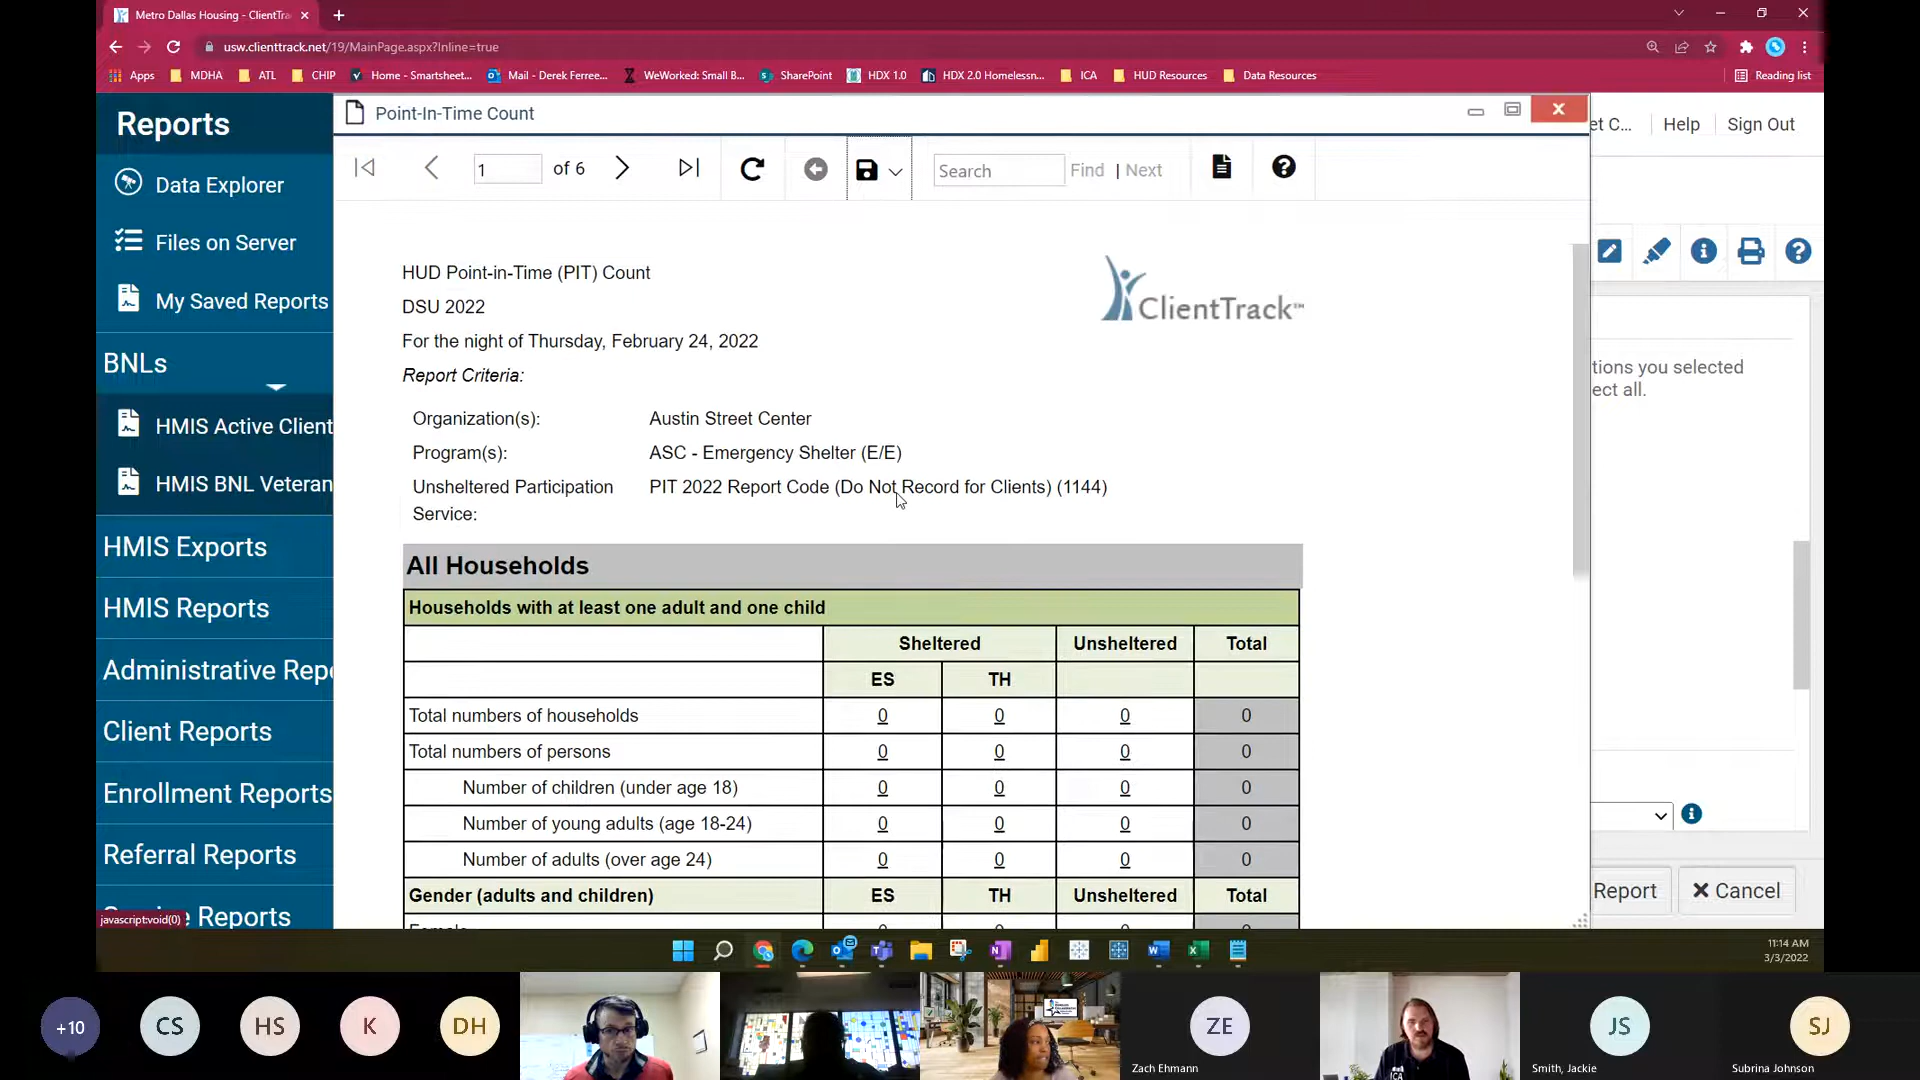 Metro Dallas Housing - ClientTra
usw.clienttrack.net/19/MainPage.aspx?Inline=true
Apps MDHA ATL CHIP Home - Smartsheet... Mail - Derek Ferree... WeWorked: Small B... SharePoint HDX 1.0 HDX 2.0 Homelessn... ICA HUD Resources Data Resources Reading list
Reports
Data Explorer
Files on Server
My Saved Reports
BNLs
HMIS Active Client
HMIS BNL Veteran
HMIS Exports
HMIS Reports
Administrative Rep
Client Reports
Enrollment Reports
Referral Reports
e Reports
javascript:void(0)
Point-In-Time Count
et C... Help Sign Out
1 of 6 Search Find | Next
HUD Point-in-Time (PIT) Count
DSU 2022
For the night of Thursday, February 24, 2022
Report Criteria:
ClientTrack™
Organization(s): Austin Street Center
Program(s): ASC - Emergency Shelter (E/E)
Unsheltered Participation PIT 2022 Report Code (Do Not Record for Clients) (1144)
Service:
All Households
Households with at least one adult and one child
Sheltered Unsheltered Total
ES TH
Total numbers of households 0 0 0 0
Total numbers of persons 0 0 0 0
Number of children (under age 18) 0 0 0 0
Number of young adults (age 18-24) 0 0 0 0
Number of adults (over age 24) 0 0 0 0
Gender (adults and children) ES TH Unsheltered Total
tions you selected
ect all.
Report Cancel
11:14 AM
3/3/2022
+10 CS HS K DH ZE JS SJ
Zach Ehmann Smith, Jackie Subrina Johnson
ICA